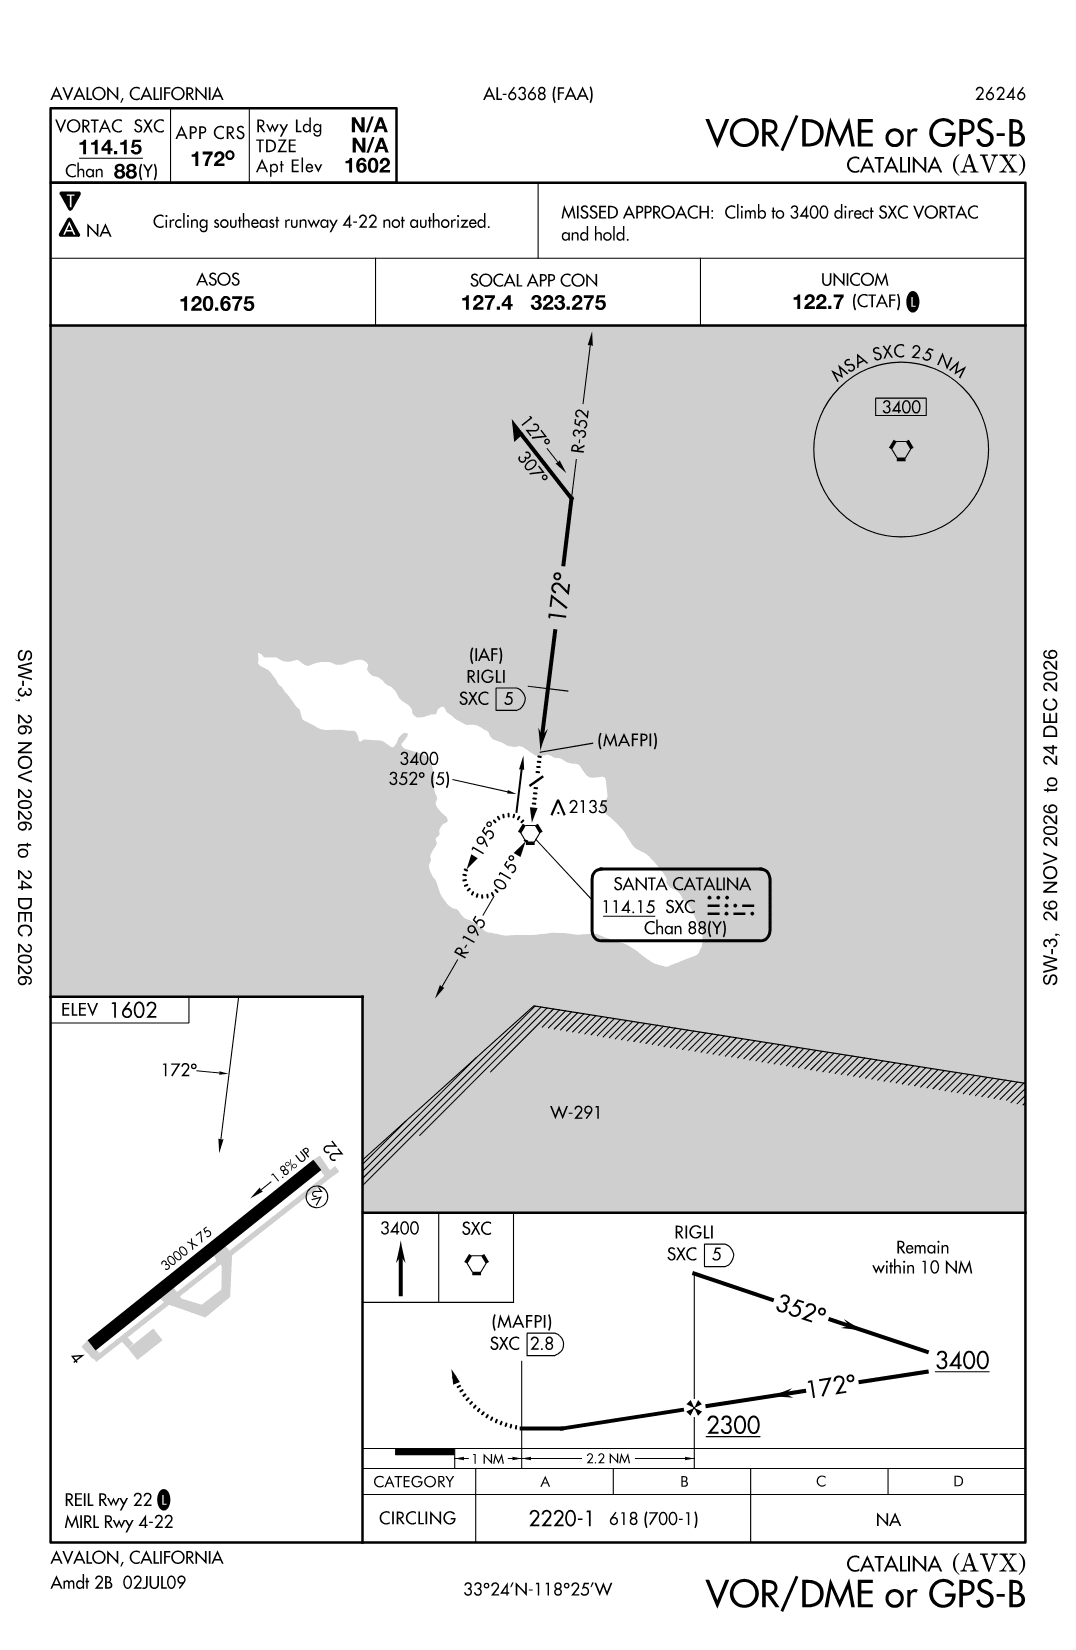 AVALON, CALIFORNIA
AL-6368 (FAA)
26246
VORTAC SXC
114.15
Chan 88(Y)
APP CRS
172°
Rwy Ldg N/A
TDZE N/A
Apt Elev 1602
VOR/DME or GPS-B
CATALINA (AVX)
T
A NA
Circling southeast runway 4-22 not authorized.
MISSED APPROACH: Climb to 3400 direct SXC VORTAC
and hold.
ASOS
120.675
SOCAL APP CON
127.4 323.275
UNICOM
122.7 (CTAF) L
MSA SXC 25 NM
3400
R-352
127°
307°
172°
(IAF)
RIGLI
SXC 5
(MAFPI)
3400
352° (5)
2135
195°
015°
R-195
SANTA CATALINA
114.15 SXC
Chan 88(Y)
W-291
SW-3, 26 NOV 2026 to 24 DEC 2026
SW-3, 26 NOV 2026 to 24 DEC 2026
ELEV 1602
172°
22
1.8% UP
3000 X 75
4
V
REIL Rwy 22 L
MIRL Rwy 4-22
3400
SXC
RIGLI
SXC 5
Remain
within 10 NM
(MAFPI)
SXC 2.8
352°
3400
172°
2300
1 NM
2.2 NM
CATEGORY A B C D
CIRCLING 2220-1 618 (700-1) NA
AVALON, CALIFORNIA
Amdt 2B 02JUL09
33°24'N-118°25'W
CATALINA (AVX)
VOR/DME or GPS-B